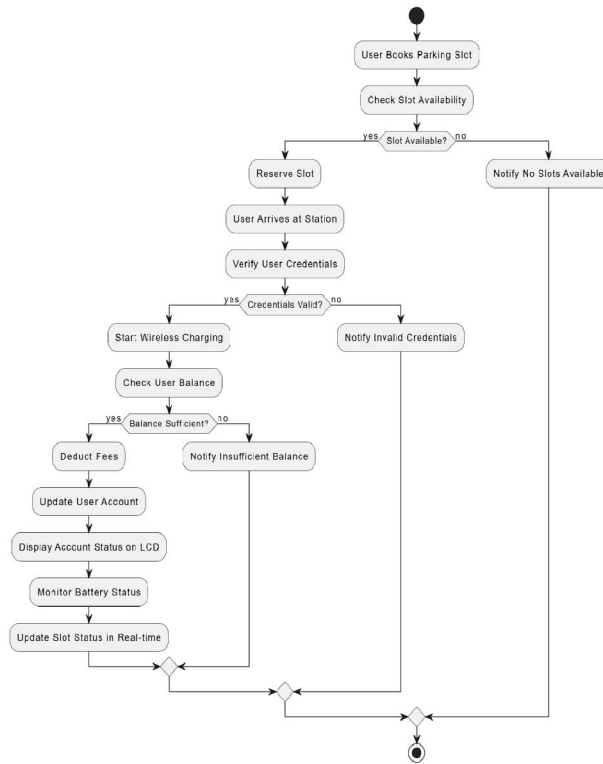 User Books Parking Slot
Check Slot Availability
yes
Slot Available?
no
Reserve Slot
Notify No Slots Available
User Arrives at Station
Verify User Credentials
yes
Credentials Valid?
no
Start Wireless Charging
Notify Invalid Credentials
Check User Balance
yes
Balance Sufficient?
no
Deduct Fees
Notify Insufficient Balance
Update User Account
Display Account Status on LCD
Monitor Battery Status
Update Slot Status in Real-time